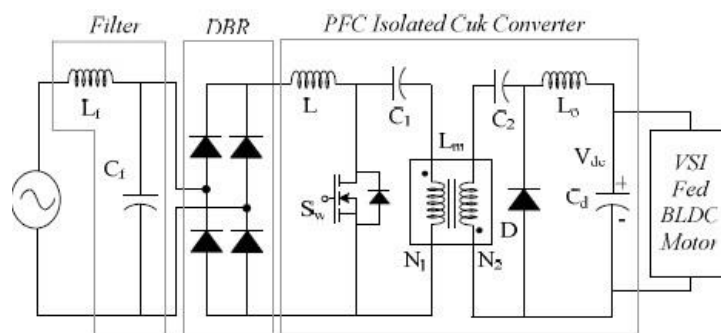 Filter
DBR
PFC Isolated Cuk Converter
Lf
L
C1
C2
Lo
Lm
Cf
Sw
Vdc
+
Cd
-
D
N1
N2
VSI
Fed
BLDC
Motor